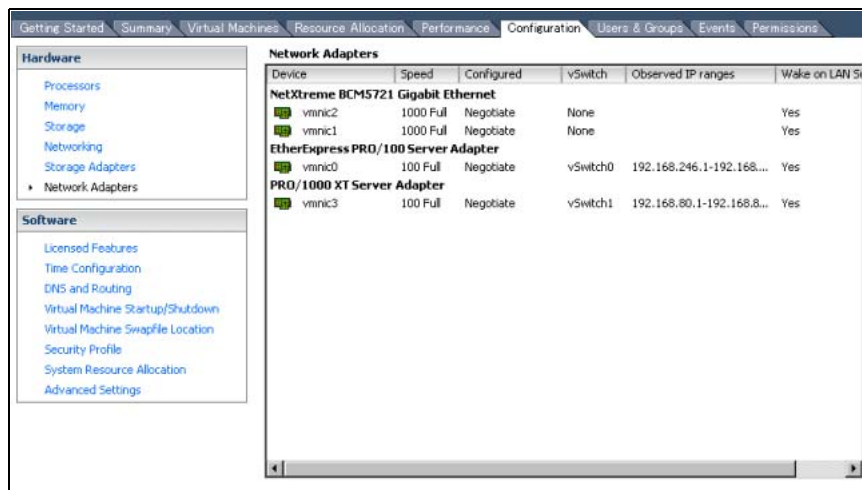 Getting Started Summary Virtual Machines Resource Allocation Performance Configuration Users & Groups Events Permissions
Hardware
Processors
Memory
Storage
Networking
Storage Adapters
Network Adapters
Software
Licensed Features
Time Configuration
DNS and Routing
Virtual Machine Startup/Shutdown
Virtual Machine Swapfile Location
Security Profile
System Resource Allocation
Advanced Settings
Network Adapters
Device Speed Configured vSwitch Observed IP ranges Wake on LAN S
NetXtreme BCM5721 Gigabit Ethernet
vmnic2 1000 Full Negotiate None Yes
vmnic1 1000 Full Negotiate None Yes
EtherExpress PRO/100 Server Adapter
vmnic0 100 Full Negotiate vSwitch0 192.168.246.1-192.168.... Yes
PRO/1000 XT Server Adapter
vmnic3 100 Full Negotiate vSwitch1 192.168.80.1-192.168.8... Yes